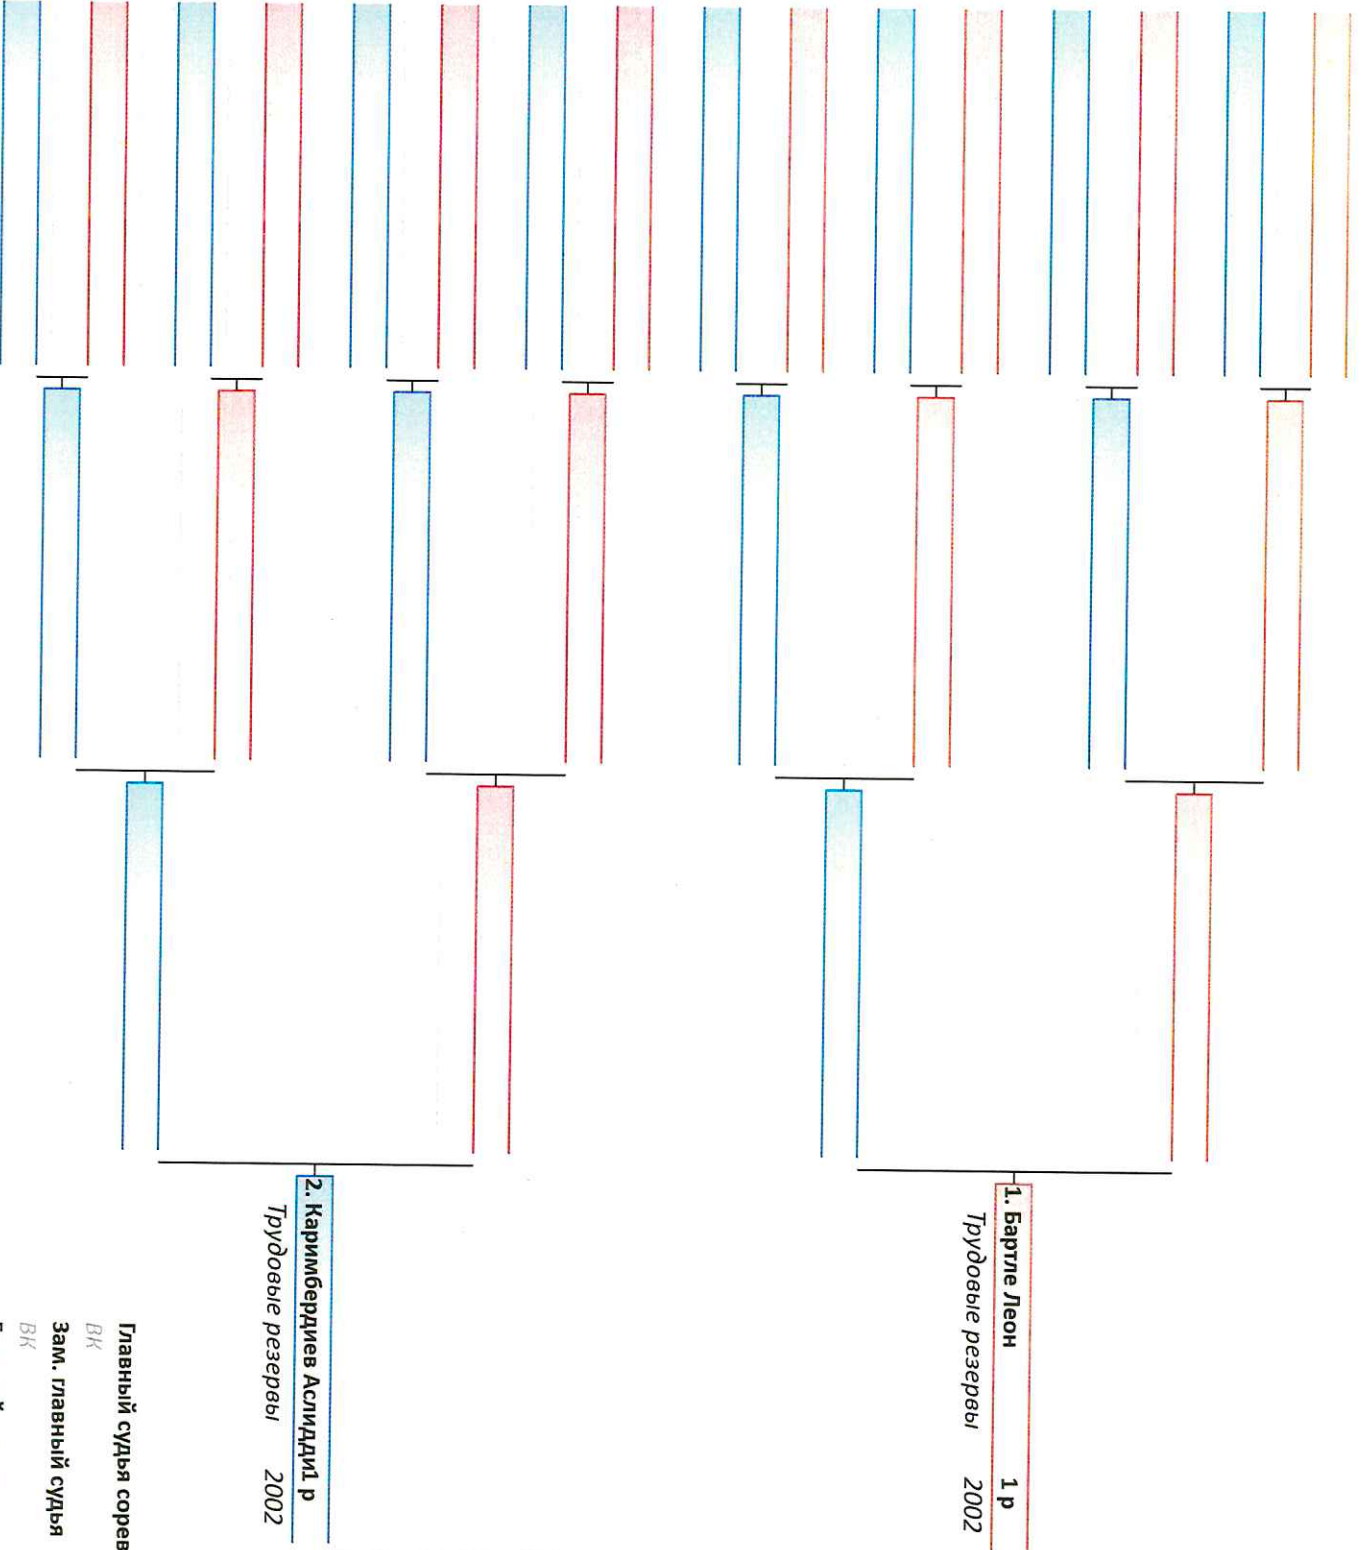 1. Бартле Леон 1 р
Трудовые резервы 2002
2. Каримбердиев Аслидди1 р
Трудовые резервы 2002
Главный судья сорев
ВК
Зам. главный судья
ВК